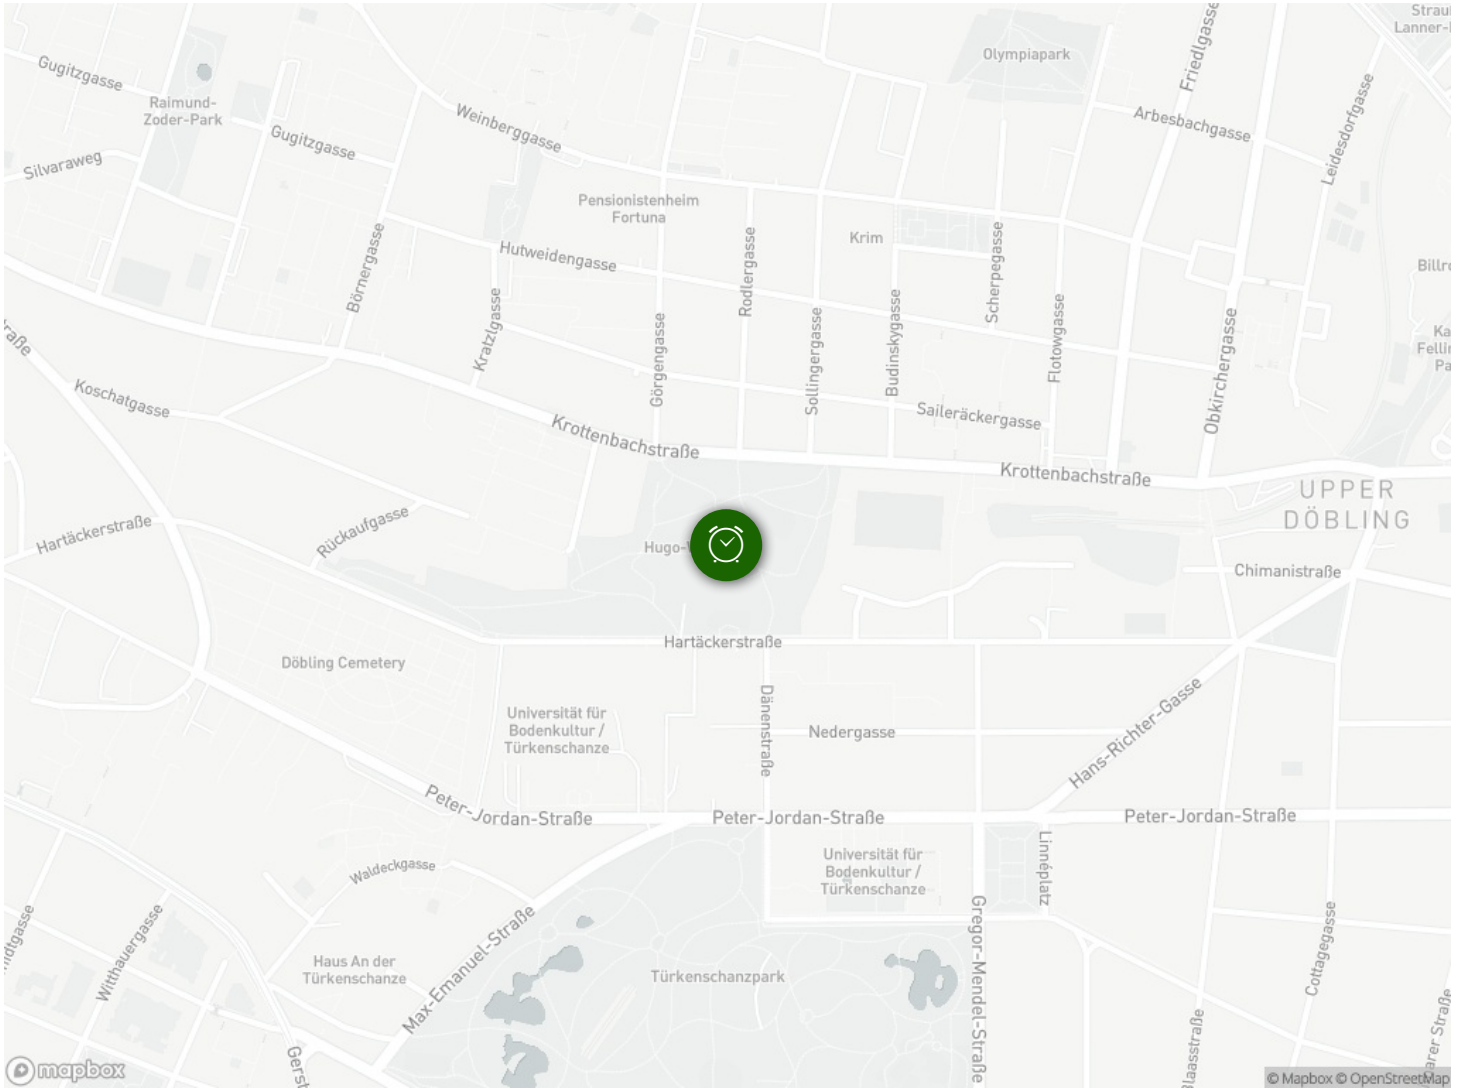 Olympiapark
Friedlgasse
Gugitzgasse
Raimund-
Zoder-Park
Weinberggasse
Arbesbachgasse
Leidesdorfgasse
Gugitzgasse
Silvaraweg
Pensionistenheim
Fortuna
Krim
Hutweidengasse
Börnergasse
Rodlergasse
Scherpegasse
Kratzlgasse
Görgengasse
Sollingergasse
Budinskygasse
Flotowgasse
Obkirchergasse
Koschatgasse
Saileräckergasse
Krottenbachstraße
Krottenbachstraße
UPPER
DÖBLING
Hartäckerstraße
Rückaufgasse
Hugo-
Chimanistraße
Hartäckerstraße
Döbling Cemetery
Universität für
Bodenkultur /
Türkenschanze
Dänenstraße
Nedergasse
Hans-Richter-Gasse
Peter-Jordan-Straße
Peter-Jordan-Straße
Peter-Jordan-Straße
Waldeckgasse
Universität für
Bodenkultur /
Türkenschanze
Linnéplatz
Witthauergasse
Haus An der
Türkenschanze
Max-Emanuel-Straße
Türkenschanzpark
Gregor-Mendel-Straße
Cottagegasse
mapbox
© Mapbox © OpenStreetMap